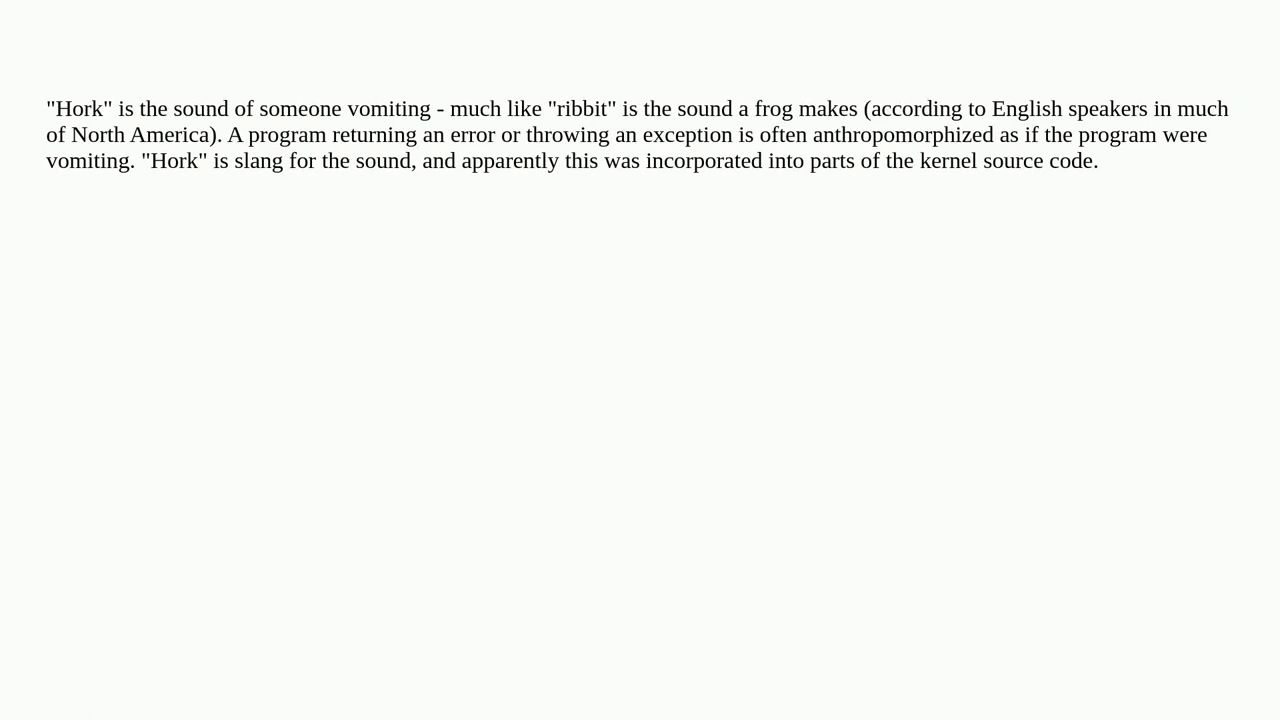 "Hork" is the sound of someone vomiting - much like "ribbit" is the sound a frog makes (according to English speakers in much
of North America). A program returning an error or throwing an exception is often anthropomorphized as if the program were
vomiting. "Hork" is slang for the sound, and apparently this was incorporated into parts of the kernel source code.